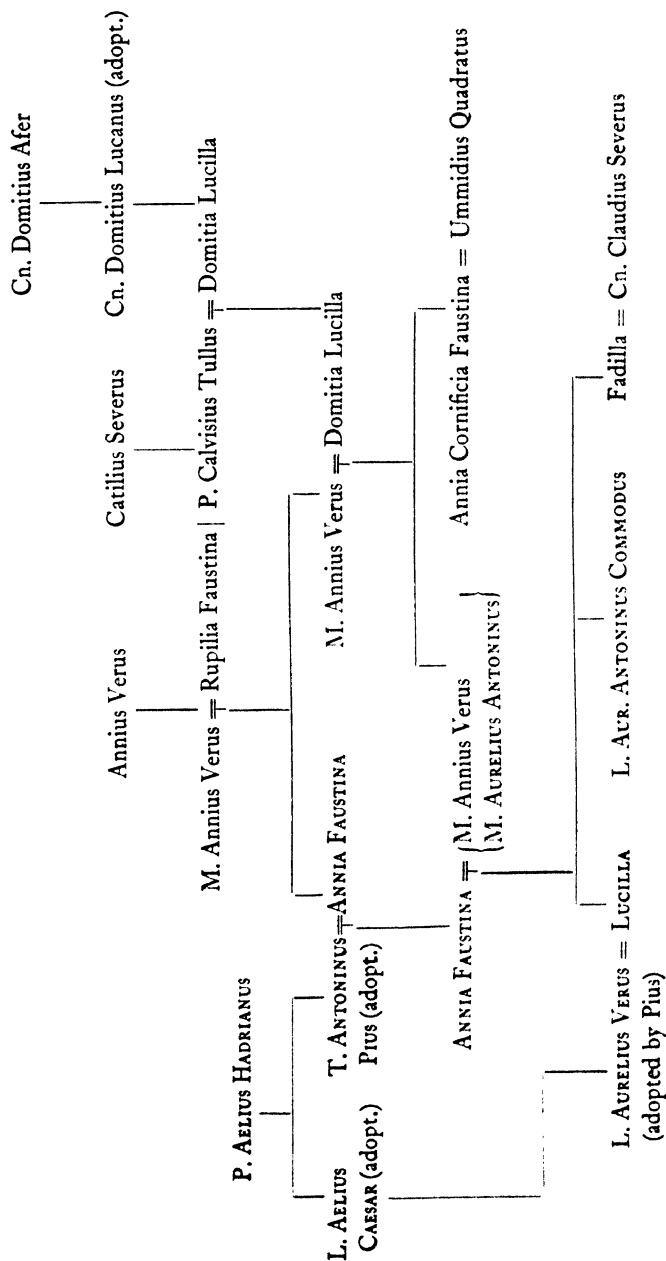 Cn. Domitius Afer
Annius Verus Catilius Severus Cn. Domitius Lucanus (adopt.)
P. AELIUS HADRIANUS M. Annius Verus = Rupilia Faustina | P. Calvisius Tullus = Domitia Lucilla
L. AELIUS T. ANTONINUS = ANNIA FAUSTINA M. Annius Verus = Domitia Lucilla
CAESAR (adopt.) PIUS (adopt.)
ANNIA FAUSTINA = { M. Annius Verus } Annia Cornificia Faustina = Ummidius Quadratus
{ M. AURELIUS ANTONINUS }
L. AURELIUS VERUS = LUCILLA L. AUR. ANTONINUS COMMODUS Fadilla = Cn. Claudius Severus
(adopted by Pius)